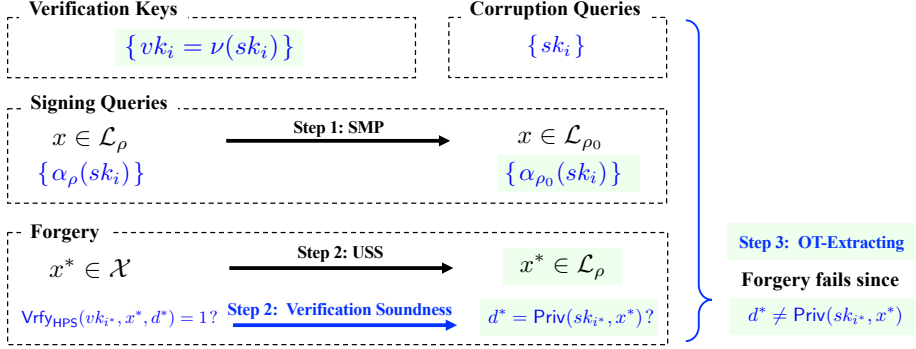 Verification Keys
{vk_i = ν(sk_i)}
Corruption Queries
{sk_i}
Signing Queries
x ∈ 𝓛_ρ
Step 1: SMP
x ∈ 𝓛_{ρ_0}
{α_ρ(sk_i)}
{α_{ρ_0}(sk_i)}
Forgery
x* ∈ 𝒳
Step 2: USS
x* ∈ 𝓛_ρ
Vrfy_HPS(vk_{i*}, x*, d*) = 1?
Step 2: Verification Soundness
d* = Priv(sk_{i*}, x*)?
Step 3: OT-Extracting
Forgery fails since
d* ≠ Priv(sk_{i*}, x*)